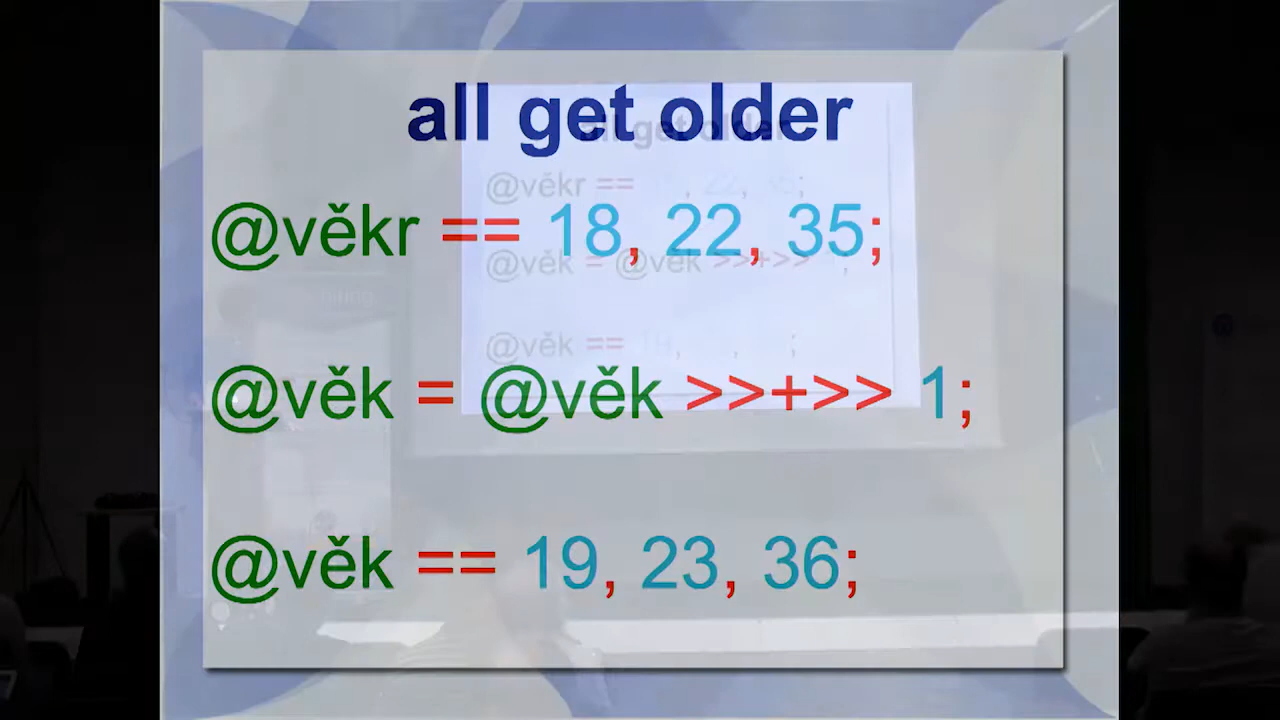 all get older
@věkr == 18, 22, 35;
@věk = @věk >>+>> 1;
@věk == 19, 23, 36;